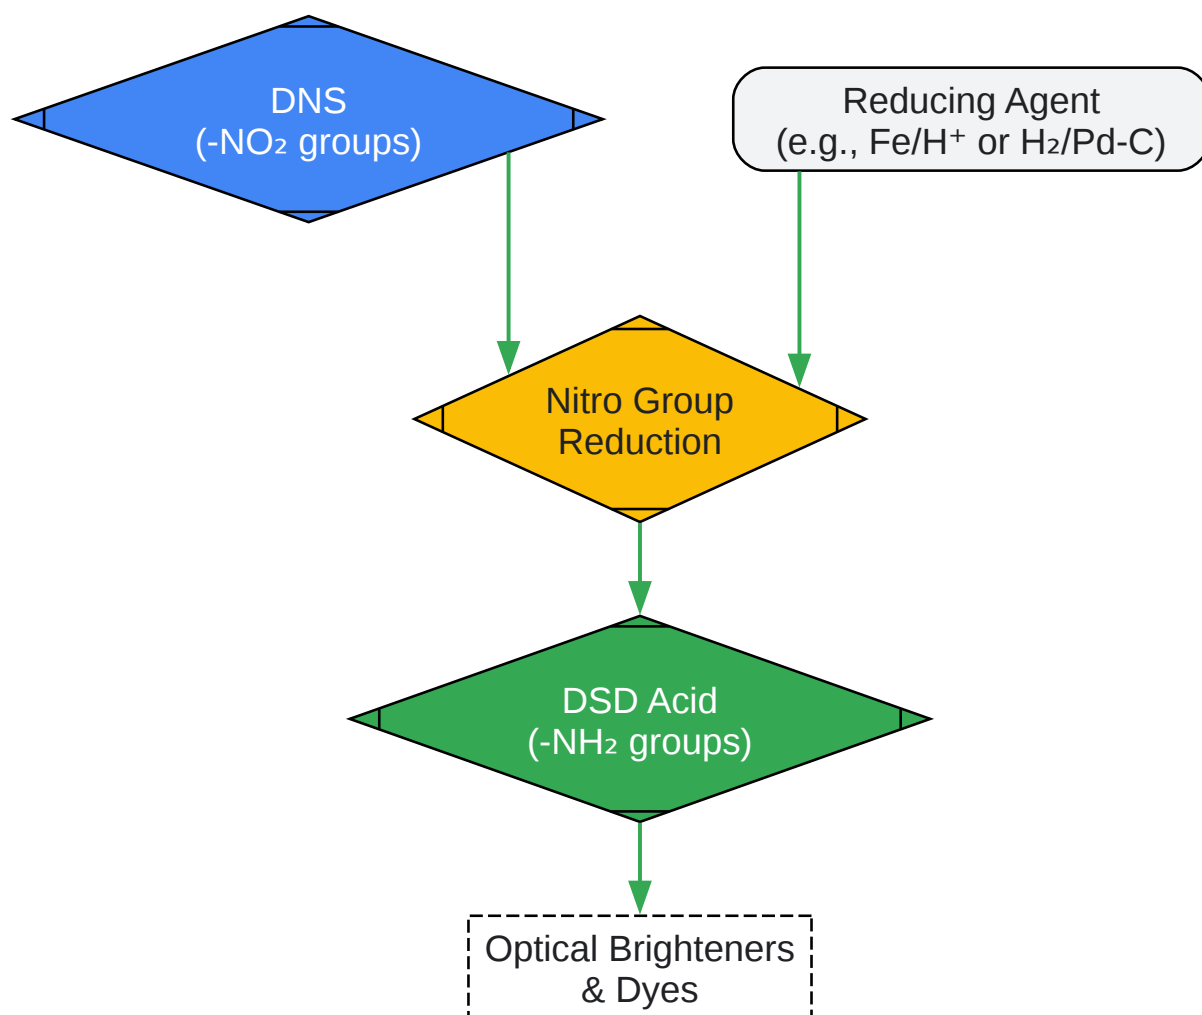 DNS
(-NO₂ groups)
Reducing Agent
(e.g., Fe/H⁺ or H₂/Pd-C)
Nitro Group
Reduction
DSD Acid
(-NH₂ groups)
Optical Brighteners
& Dyes